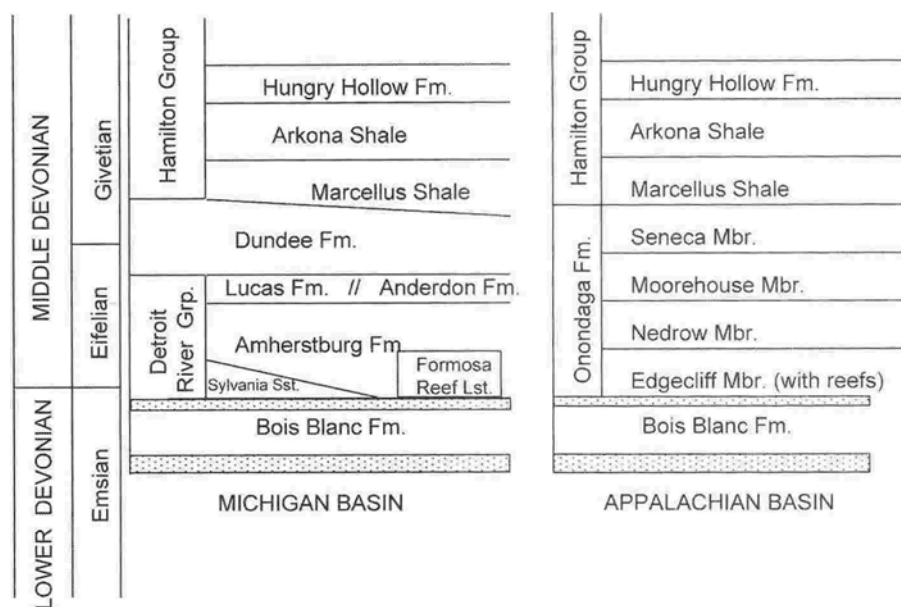 MIDDLE DEVONIAN
LOWER DEVONIAN
Givetian
Eifelian
Emsian
Hamilton Group
Hungry Hollow Fm.
Arkona Shale
Marcellus Shale
Dundee Fm.
Detroit
River Grp.
Lucas Fm. // Anderdon Fm.
Amherstburg Fm
Formosa
Reef Lst.
Sylvania Sst.
Bois Blanc Fm.
MICHIGAN BASIN
Hamilton Group
Hungry Hollow Fm.
Arkona Shale
Marcellus Shale
Onondaga Fm.
Seneca Mbr.
Moorehouse Mbr.
Nedrow Mbr.
Edgecliff Mbr. (with reefs)
Bois Blanc Fm.
APPALACHIAN BASIN